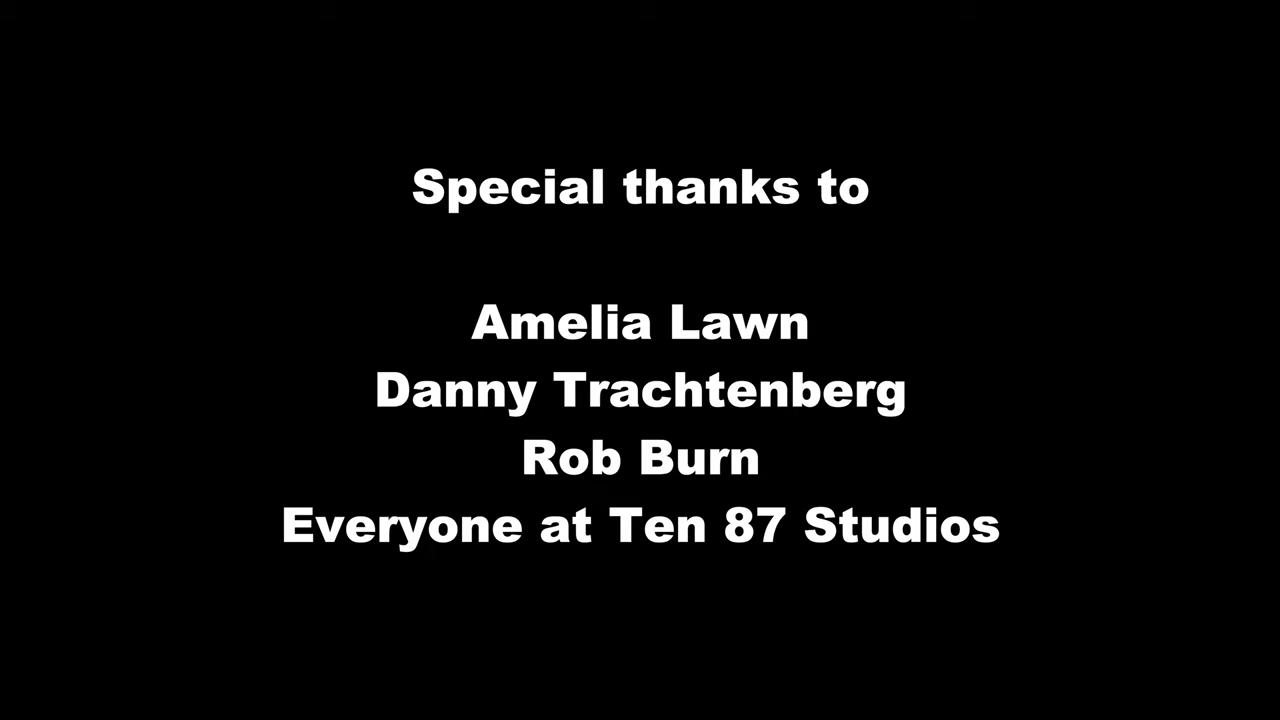 Special thanks to
Amelia Lawn
Danny Trachtenberg
Rob Burn
Everyone at Ten 87 Studios